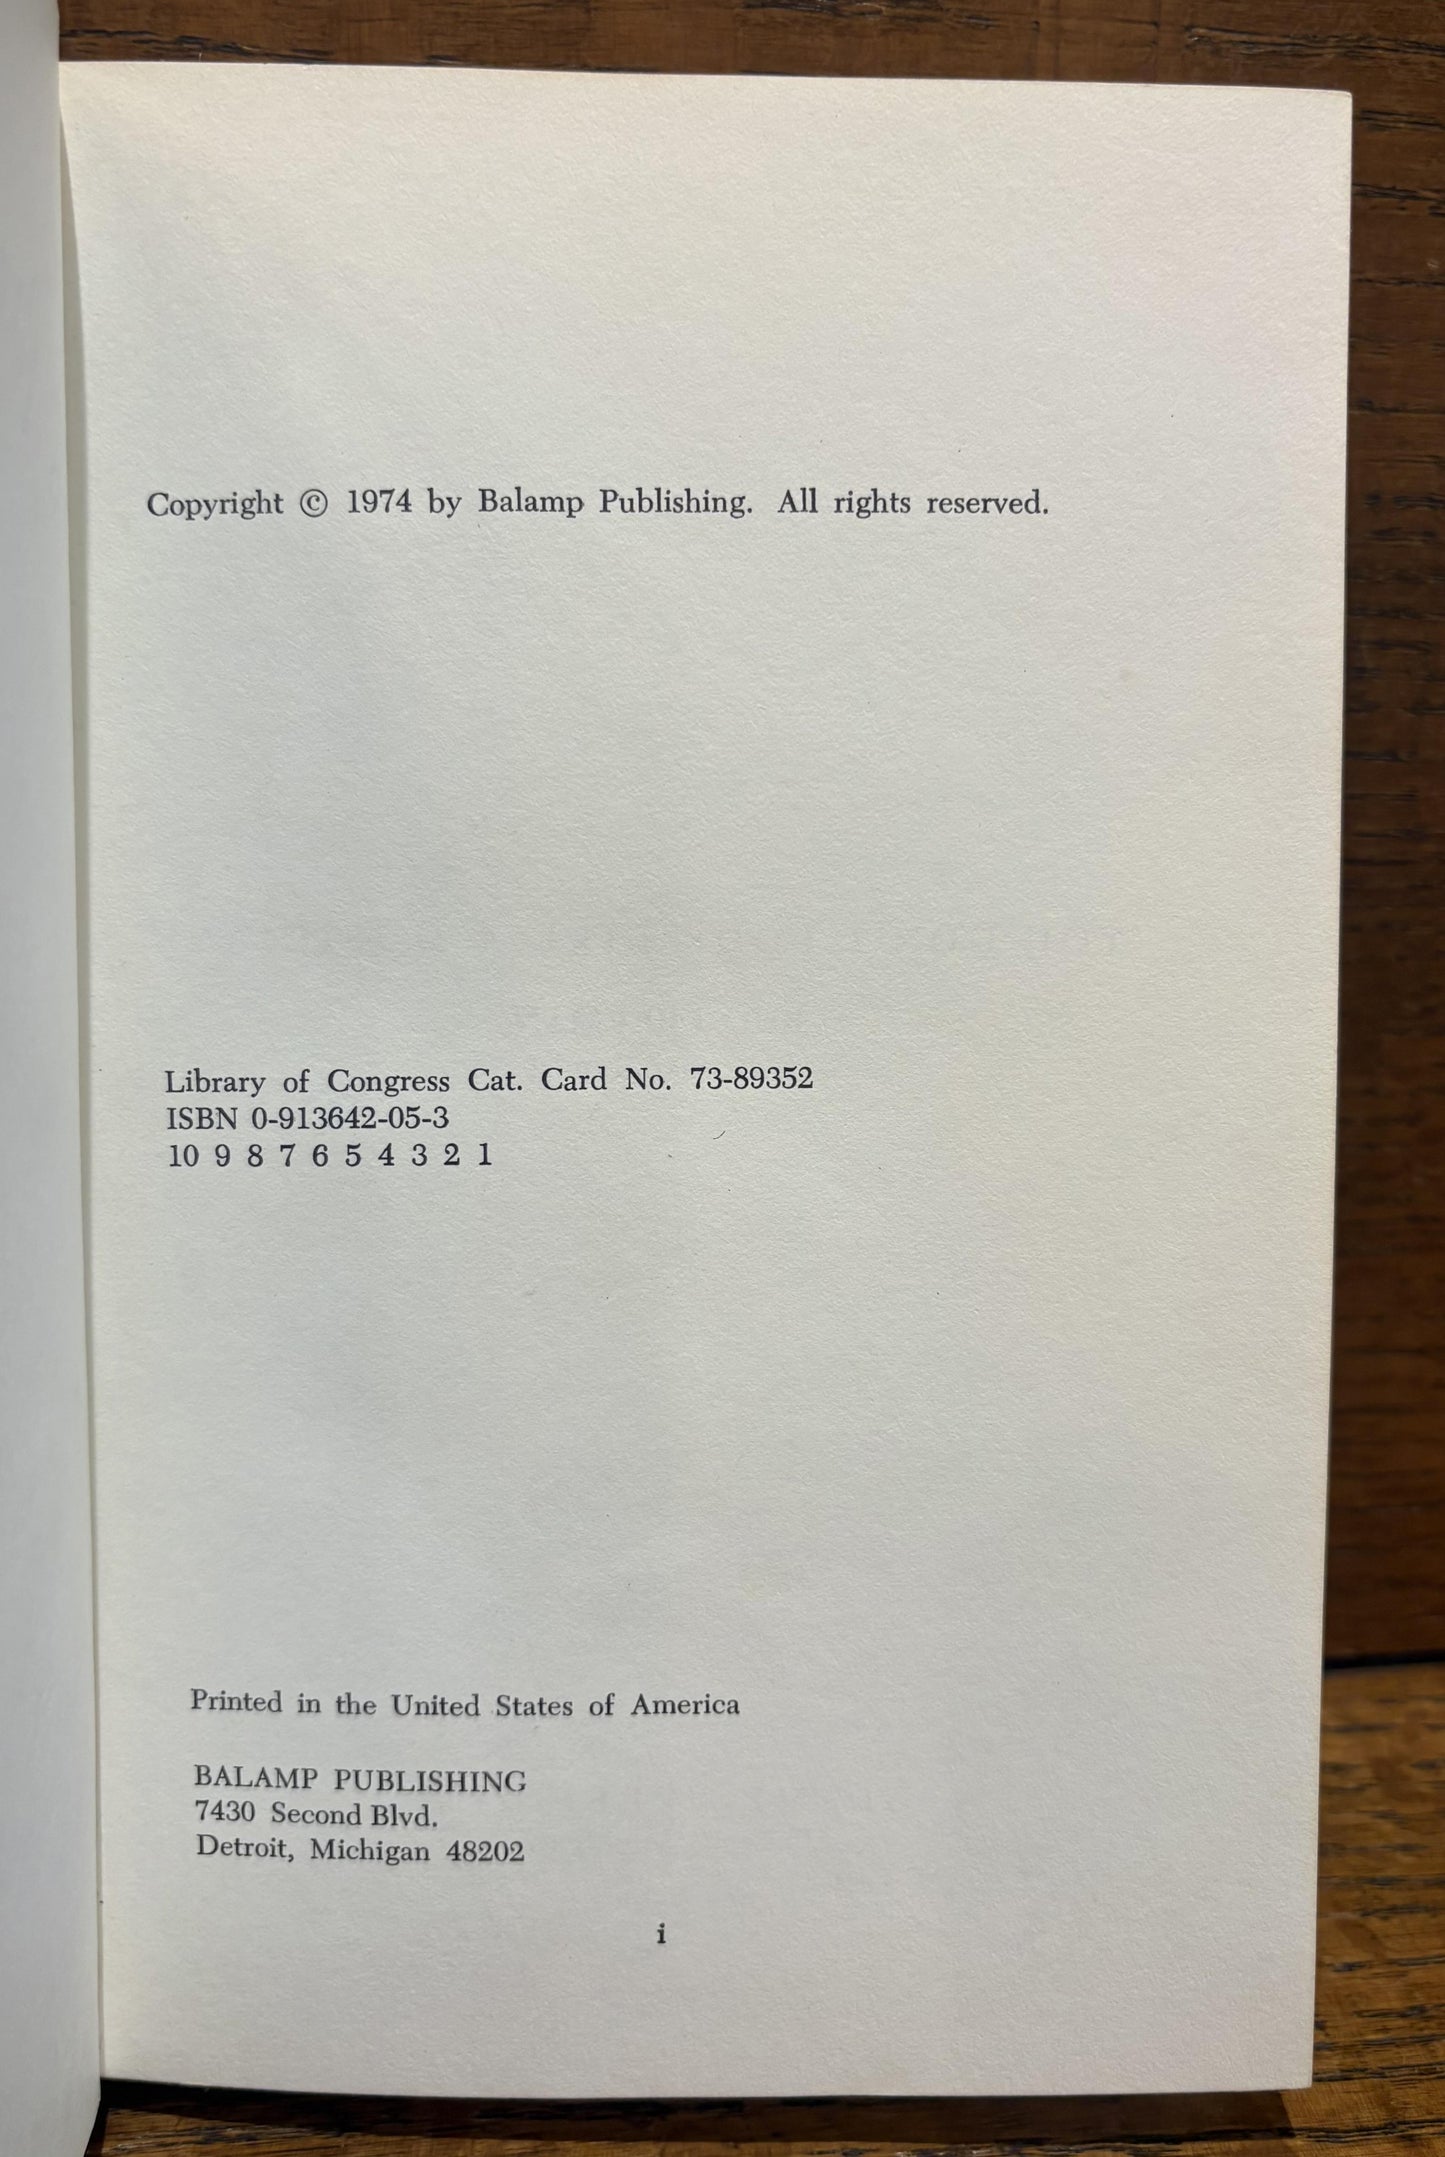 Copyright © 1974 by Balamp Publishing. All rights reserved.
Library of Congress Cat. Card No. 73-89352
ISBN 0-913642-05-3
10 9 8 7 6 5 4 3 2 1
Printed in the United States of America
BALAMP PUBLISHING
7430 Second Blvd.
Detroit, Michigan 48202
i